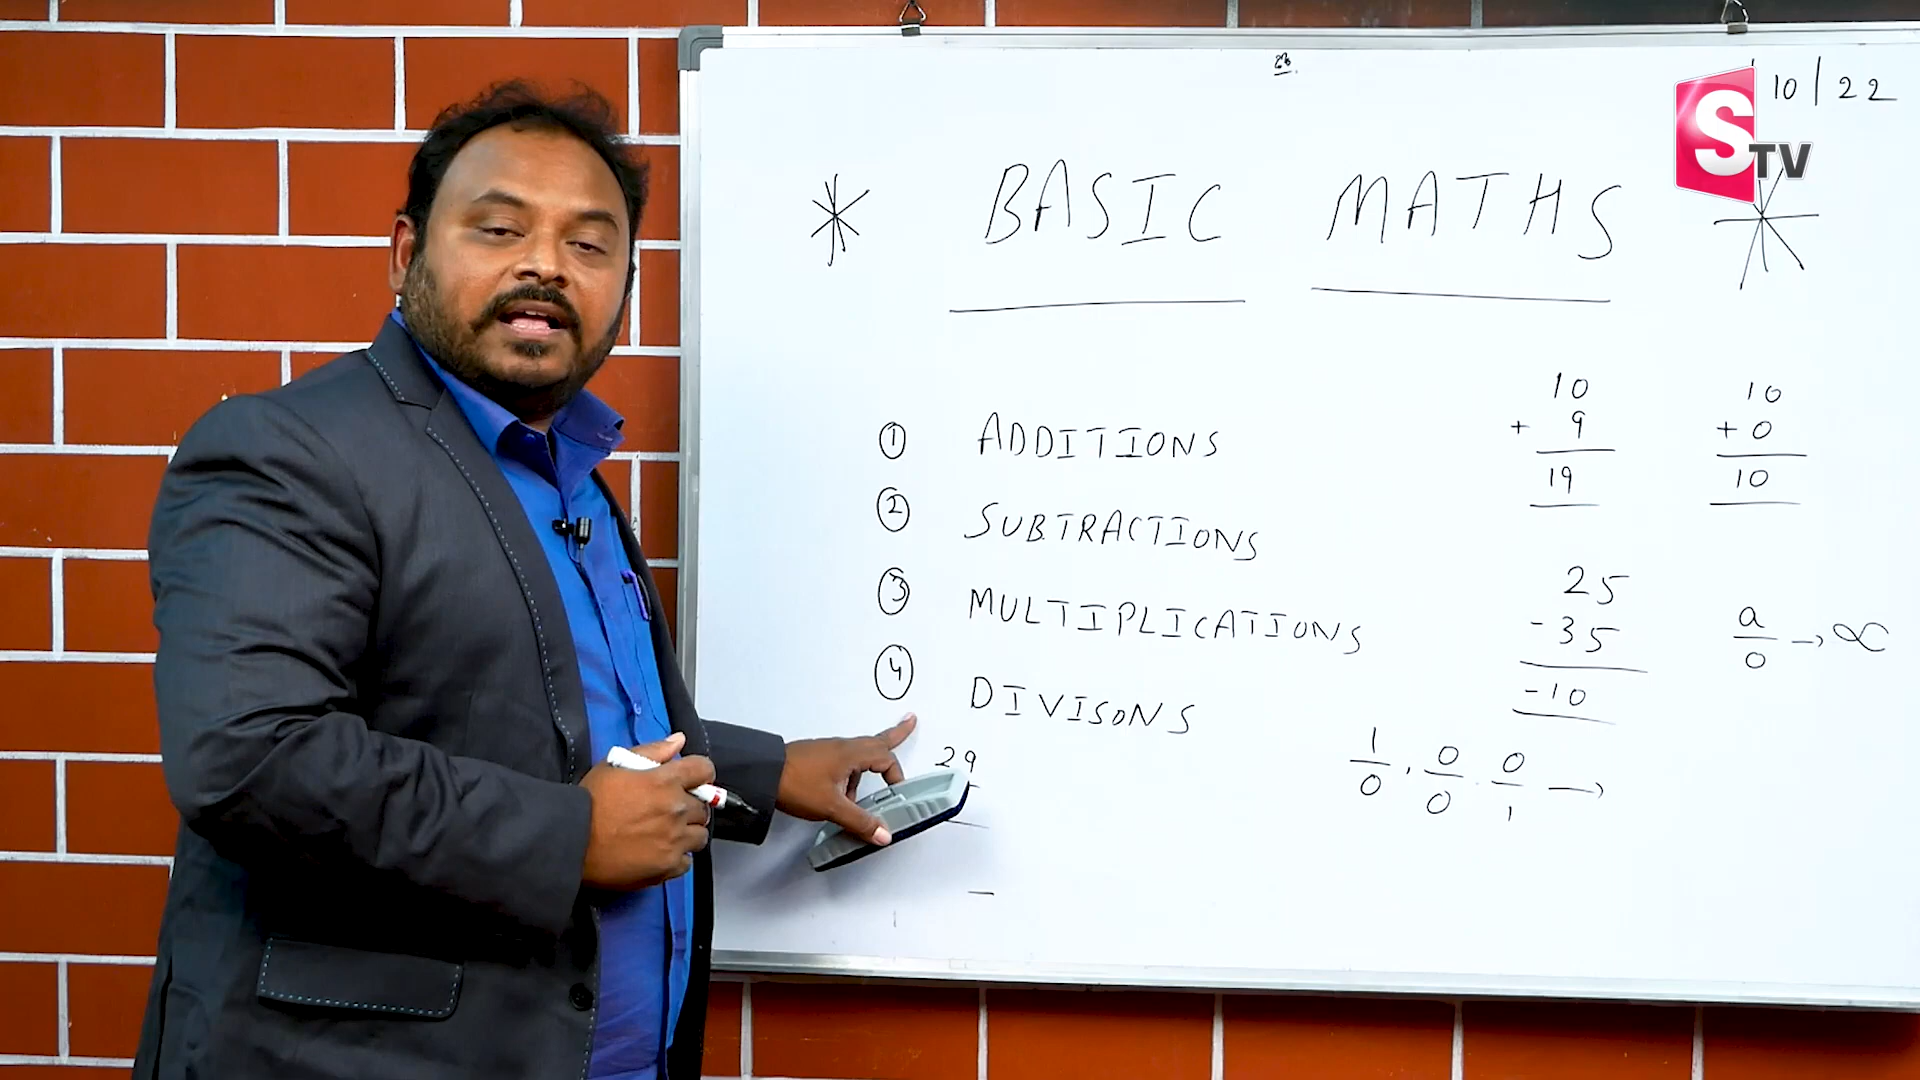 10/22
STV
* BASIC MATHS *
① ADDITIONS
② SUBTRACTIONS
③ MULTIPLICATIONS
④ DIVISONS
10
+ 9
19
10
+ 0
10
25
- 35
-10
a/0 → ∞
1/0 , 0/0 . 0/1 →
29